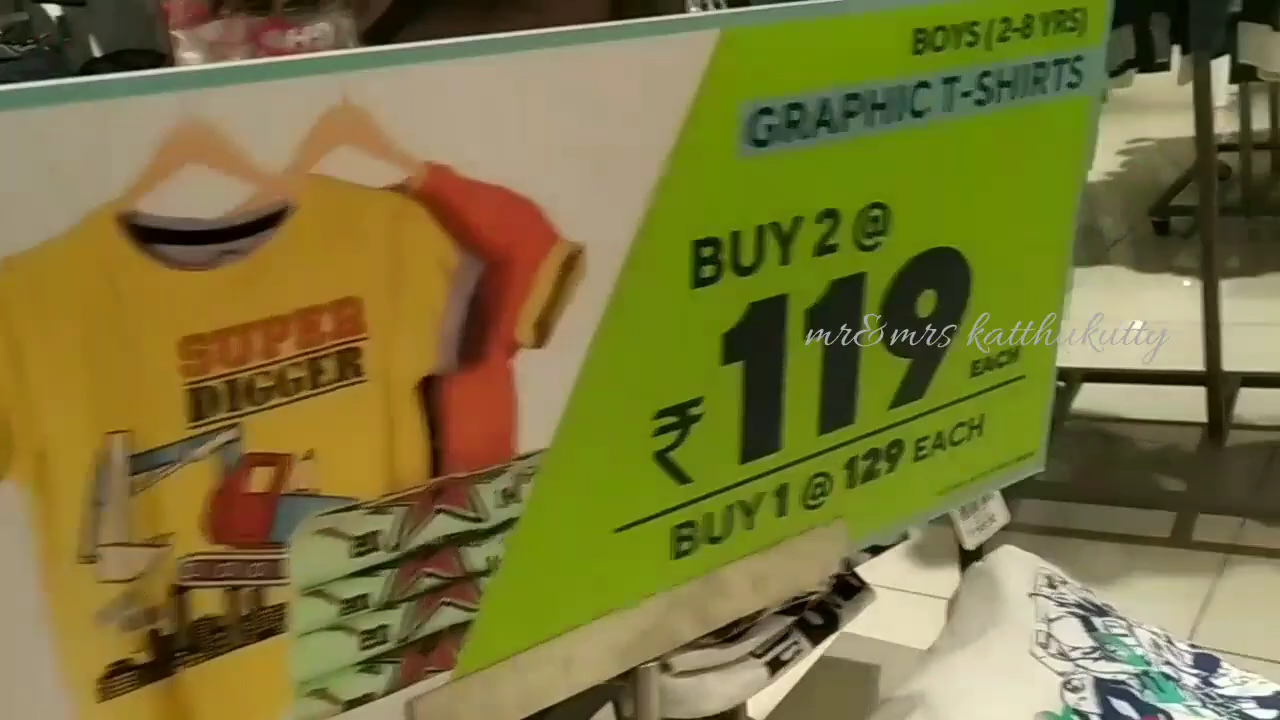 BOYS (2-8 YRS)
GRAPHIC T-SHIRTS
BUY 2 @
₹119
EACH
BUY 1 @ 129 EACH
mr&mrs katthukutty
SUPER
DIGGER